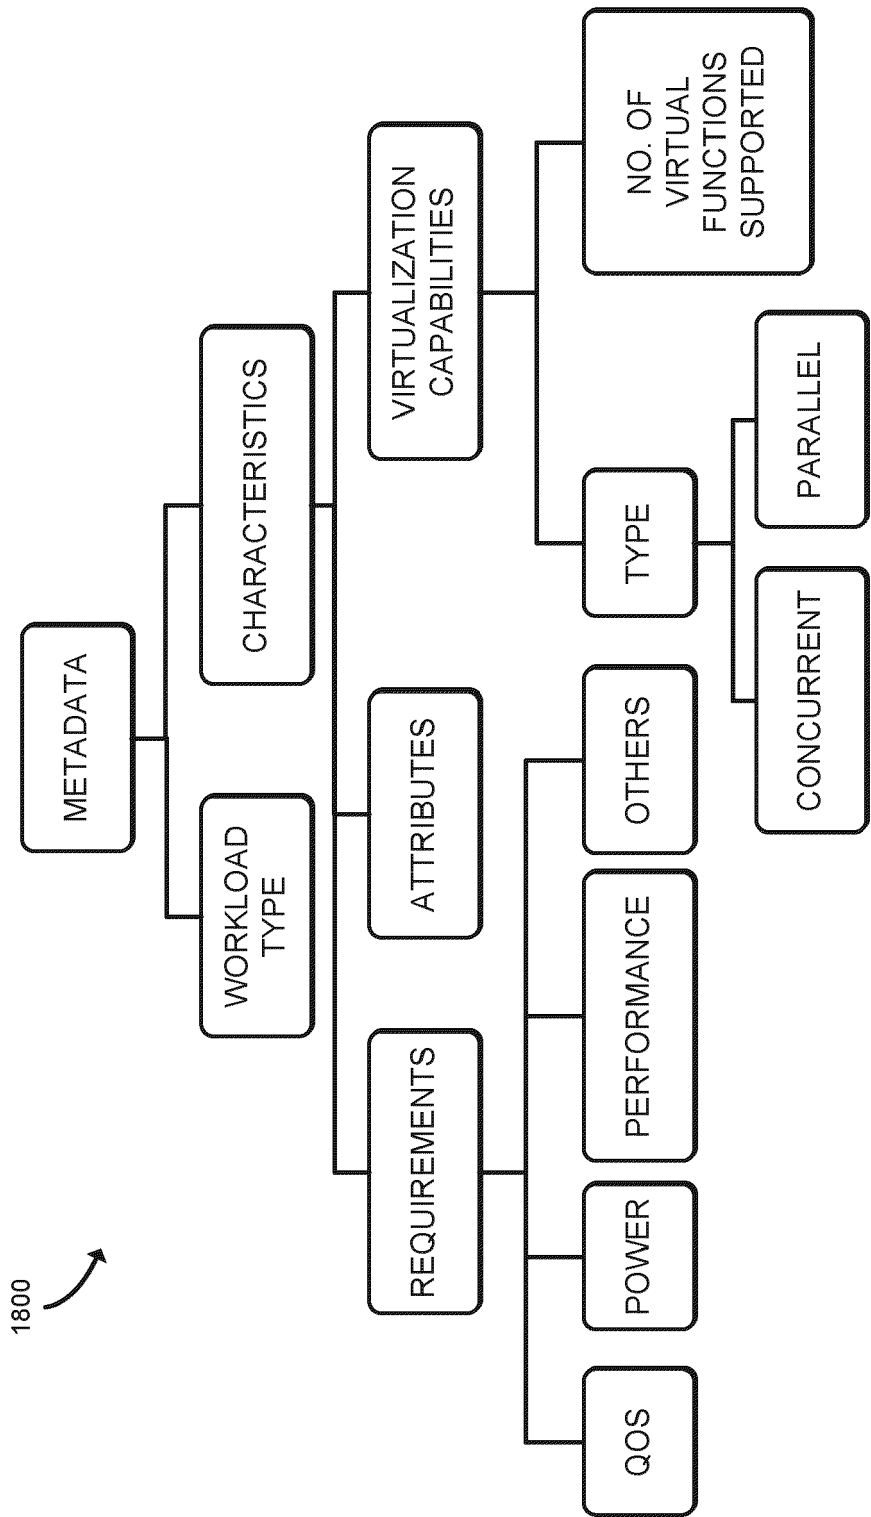 1800
METADATA
WORKLOAD
TYPE
CHARACTERISTICS
REQUIREMENTS
ATTRIBUTES
VIRTUALIZATION
CAPABILITIES
QOS
POWER
PERFORMANCE
OTHERS
TYPE
NO. OF
VIRTUAL
FUNCTIONS
SUPPORTED
CONCURRENT
PARALLEL